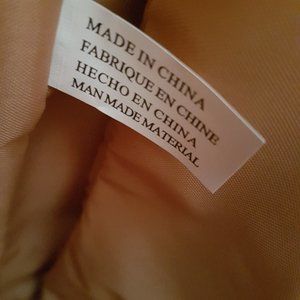 MADE IN CHINA
FABRIQUE EN CHINE
HECHO EN CHINA
MAN MADE MATERIAL